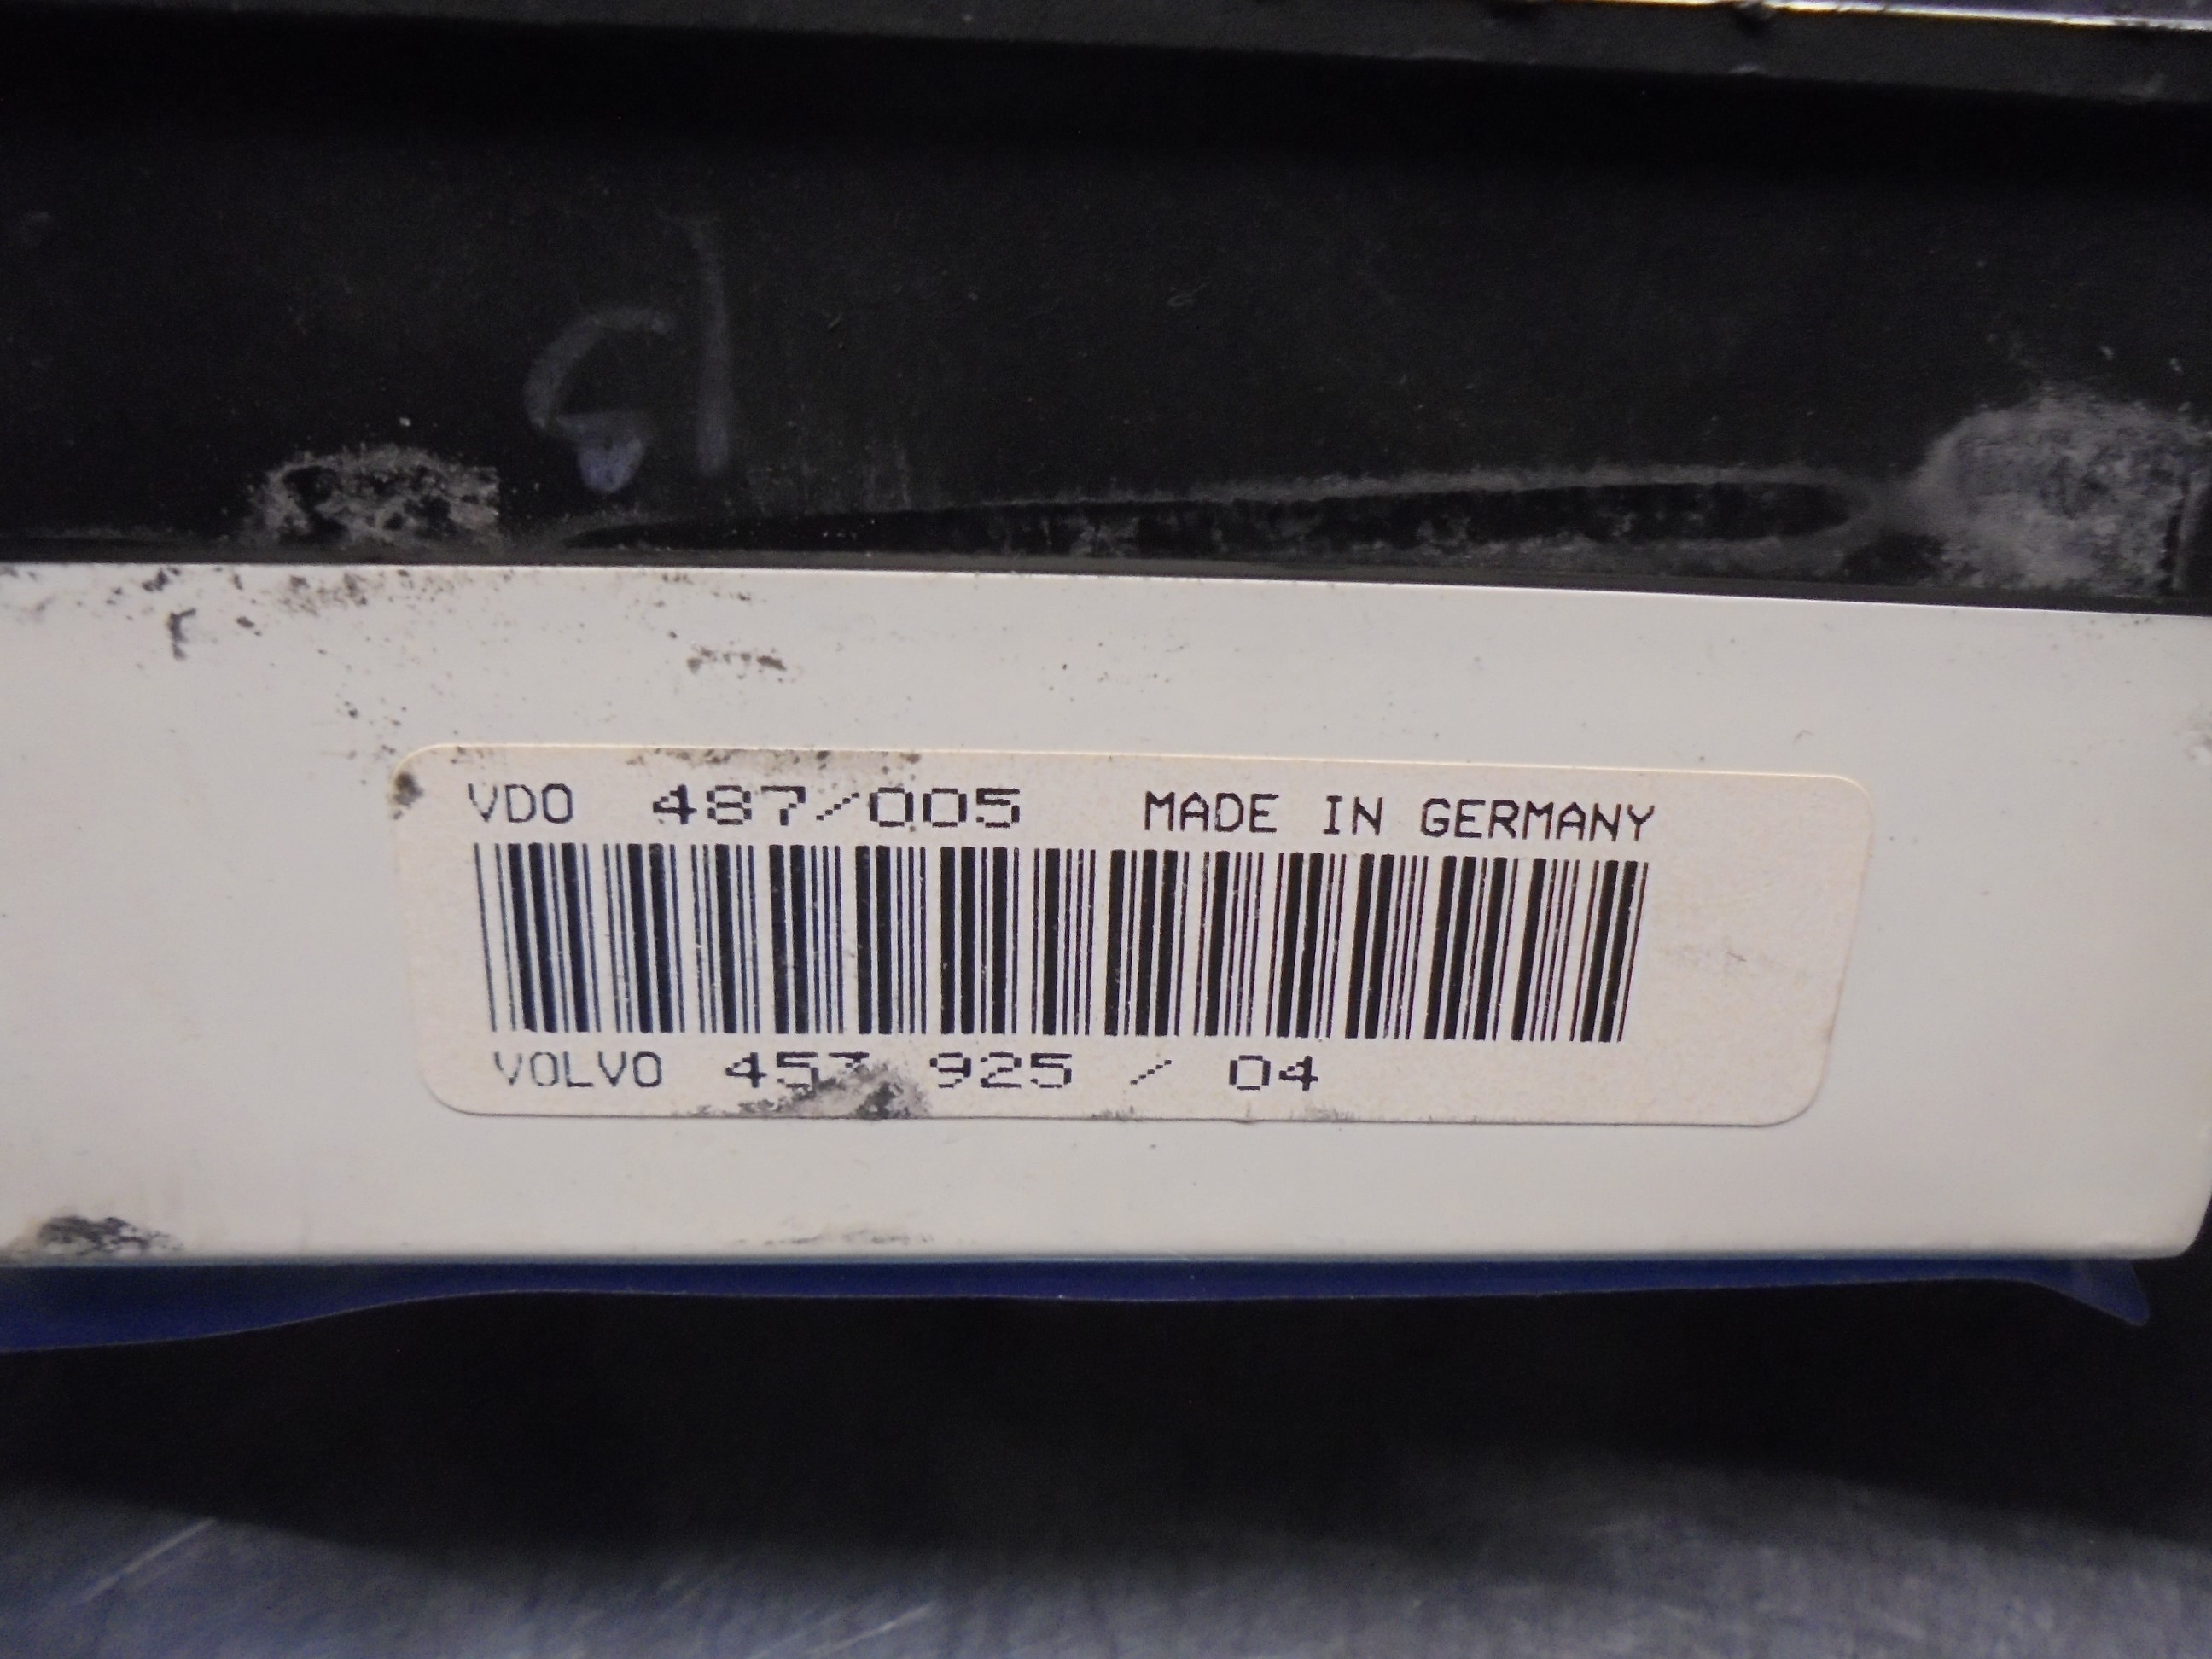 VDO 487/005 MADE IN GERMANY
VOLVO 457 925 / 04